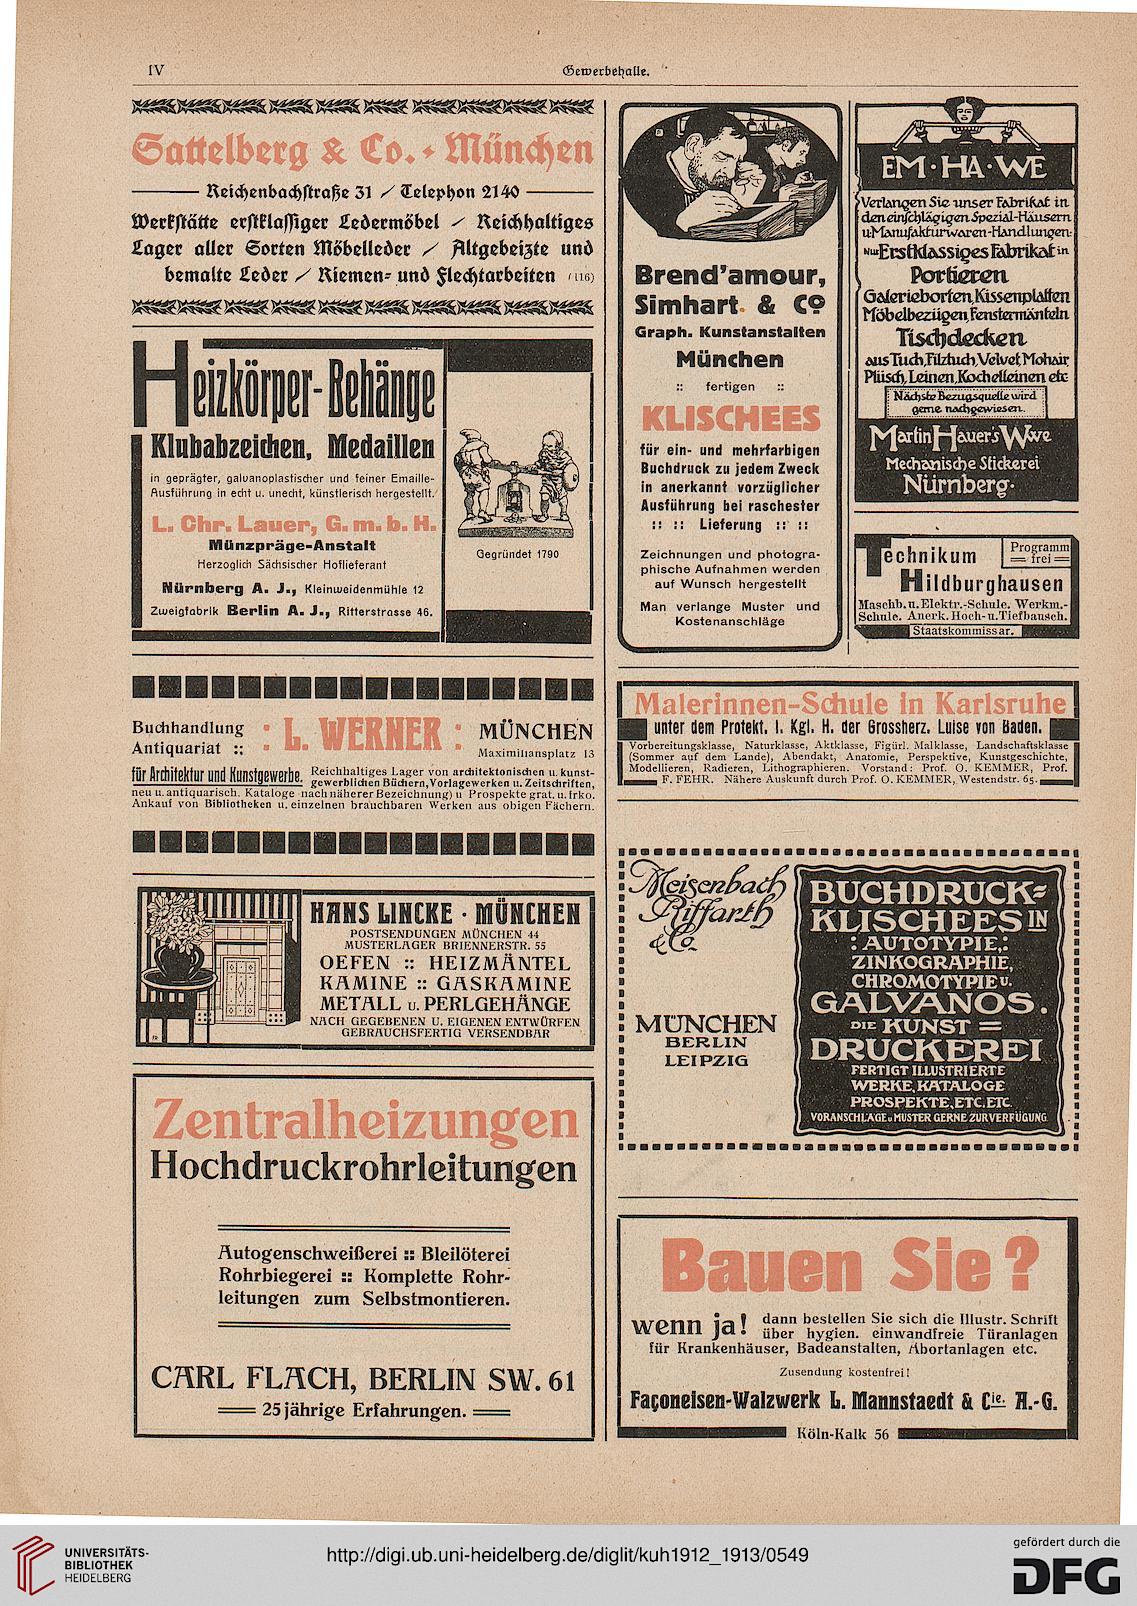 IV
Gewerbehalle.
Sattelberg & Co. · München
Reichenbachstraße 31 / Telephon 2140
Werkstätte erstklassiger Ledermöbel / Reichhaltiges
Lager aller Sorten Möbelleder / Altgebeizte und
bemalte Leder / Riemen- und Flechtarbeiten (116)
Heizkörper-Behänge
Klubabzeichen, Medaillen
in geprägter, galvanoplastischer und feiner Emaille-
Ausführung in echt u. unecht, künstlerisch hergestellt.
L. Chr. Lauer, G. m. b. H.
Münzpräge-Anstalt
Herzoglich Sächsischer Hoflieferant
Nürnberg A. J., Kleinweidenmühle 12
Zweigfabrik Berlin A. J., Ritterstrasse 46.
Gegründet 1790
Buchhandlung
Antiquariat ::
: L. WERNER :
MÜNCHEN
Maximiliansplatz 13
für Architektur und Kunstgewerbe. Reichhaltiges Lager von architektonischen u. kunst-
gewerblichen Büchern, Vorlagewerken u. Zeitschriften,
neu u. antiquarisch. Kataloge nach näherer Bezeichnung) u Prospekte grat. u. frko.
Ankauf von Bibliotheken u. einzelnen brauchbaren Werken aus obigen Fächern.
HANS LINCKE · MÜNCHEN
POSTSENDUNGEN MÜNCHEN 44
MUSTERLAGER BRIENNERSTR. 55
OEFEN :: HEIZMÄNTEL
KAMINE :: GASKAMINE
METALL u. PERLGEHÄNGE
NACH GEGEBENEN U. EIGENEN ENTWÜRFEN
GEBRAUCHSFERTIG VERSENDBAR
Zentralheizungen
Hochdruckrohrleitungen
Autogenschweißerei :: Bleilöterei
Rohrbiegerei :: Komplette Rohr-
leitungen zum Selbstmontieren.
CARL FLACH, BERLIN SW. 61
25 jährige Erfahrungen.
Brend'amour,
Simhart & Co
Graph. Kunstanstalten
München
:: fertigen ::
KLISCHEES
für ein- und mehrfarbigen
Buchdruck zu jedem Zweck
in anerkannt vorzüglicher
Ausführung bei raschester
:: :: Lieferung :: ::
Zeichnungen und photogra-
phische Aufnahmen werden
auf Wunsch hergestellt
Man verlange Muster und
Kostenanschläge
EM·HA·WE
Verlangen Sie unser Fabrikat in
den einschlägigen Spezial-Häusern
u. Manufakturwaren-Handlungen.
Nur Erstklassiges Fabrikat in
Portieren
Galerieborten, Kissenplatten
Möbelbezügen, Fenstermänteln
Tischdecken
aus Tuch, Filztuch, Velvet, Mohair,
Plüsch, Leinen, Kochelleinen etc
Nächste Bezugsquelle wird
gerne nachgewiesen.
Martin Hauer's Wwe
Mechanische Stickerei
Nürnberg·
Technikum
Programm
frei
Hildburghausen
Maschb. u. Elektr.-Schule. Werkm.-
Schule. Anerk. Hoch- u. Tiefbausch.
Staatskommissar.
Malerinnen-Schule in Karlsruhe
unter dem Protekt. I. Kgl. H. der Grossherz. Luise von Baden.
Vorbereitungsklasse, Naturklasse, Aktklasse, Figürl. Malklasse, Landschaftsklasse
(Sommer auf dem Lande), Abendakt, Anatomie, Perspektive, Kunstgeschichte,
Modellieren, Radieren, Lithographieren. Vorstand: Prof. O. KEMMER, Prof.
F. FEHR. Nähere Auskunft durch Prof. O. KEMMER, Westendstr. 65.
Meisenbach
Riffarth
& Co.
MÜNCHEN
BERLIN
LEIPZIG
BUCHDRUCK=
KLISCHEES IN
: AUTOTYPIE, :
ZINKOGRAPHIE,
CHROMOTYPIE u.
GALVANOS.
DIE KUNST =
DRUCKEREI
FERTIGT ILLUSTRIERTE
WERKE, KATALOGE
PROSPEKTE, ETC, ETC.
VORANSCHLÄGE u. MUSTER GERNE ZUR VERFÜGUNG
Bauen Sie?
wenn ja! dann bestellen Sie sich die Illustr. Schrift
über hygien. einwandfreie Türanlagen
für Krankenhäuser, Badeanstalten, Abortanlagen etc.
Zusendung kostenfrei!
Façoneisen-Walzwerk L. Mannstaedt & Cie. A.-G.
Köln-Kalk 56
UNIVERSITÄTS-
BIBLIOTHEK
HEIDELBERG
http://digi.ub.uni-heidelberg.de/diglit/kuh1912_1913/0549
gefördert durch die
DFG